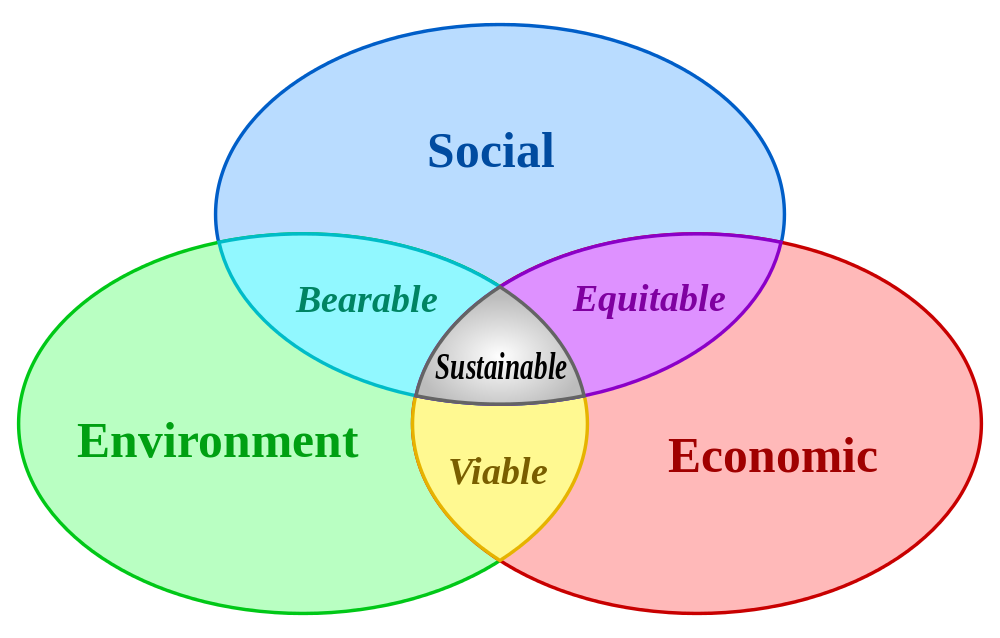 Social
Bearable
Equitable
Sustainable
Environment
Economic
Viable